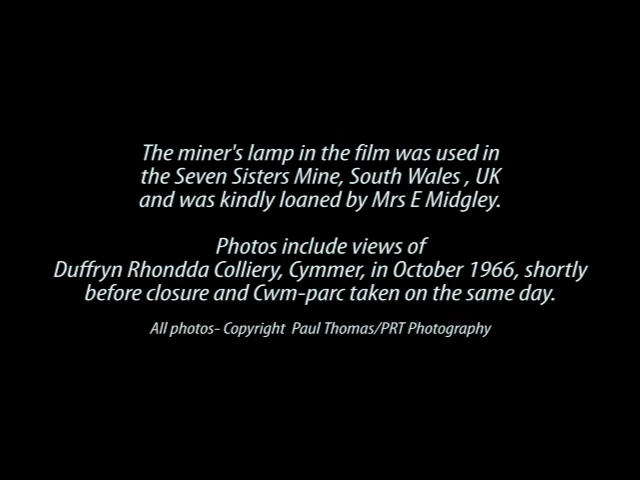 The miner's lamp in the film was used in
the Seven Sisters Mine, South Wales , UK
and was kindly loaned by Mrs E Midgley.
Photos include views of
Duffryn Rhondda Colliery, Cymmer, in October 1966, shortly
before closure and Cwm-parc taken on the same day.
All photos- Copyright  Paul Thomas/PRT Photography